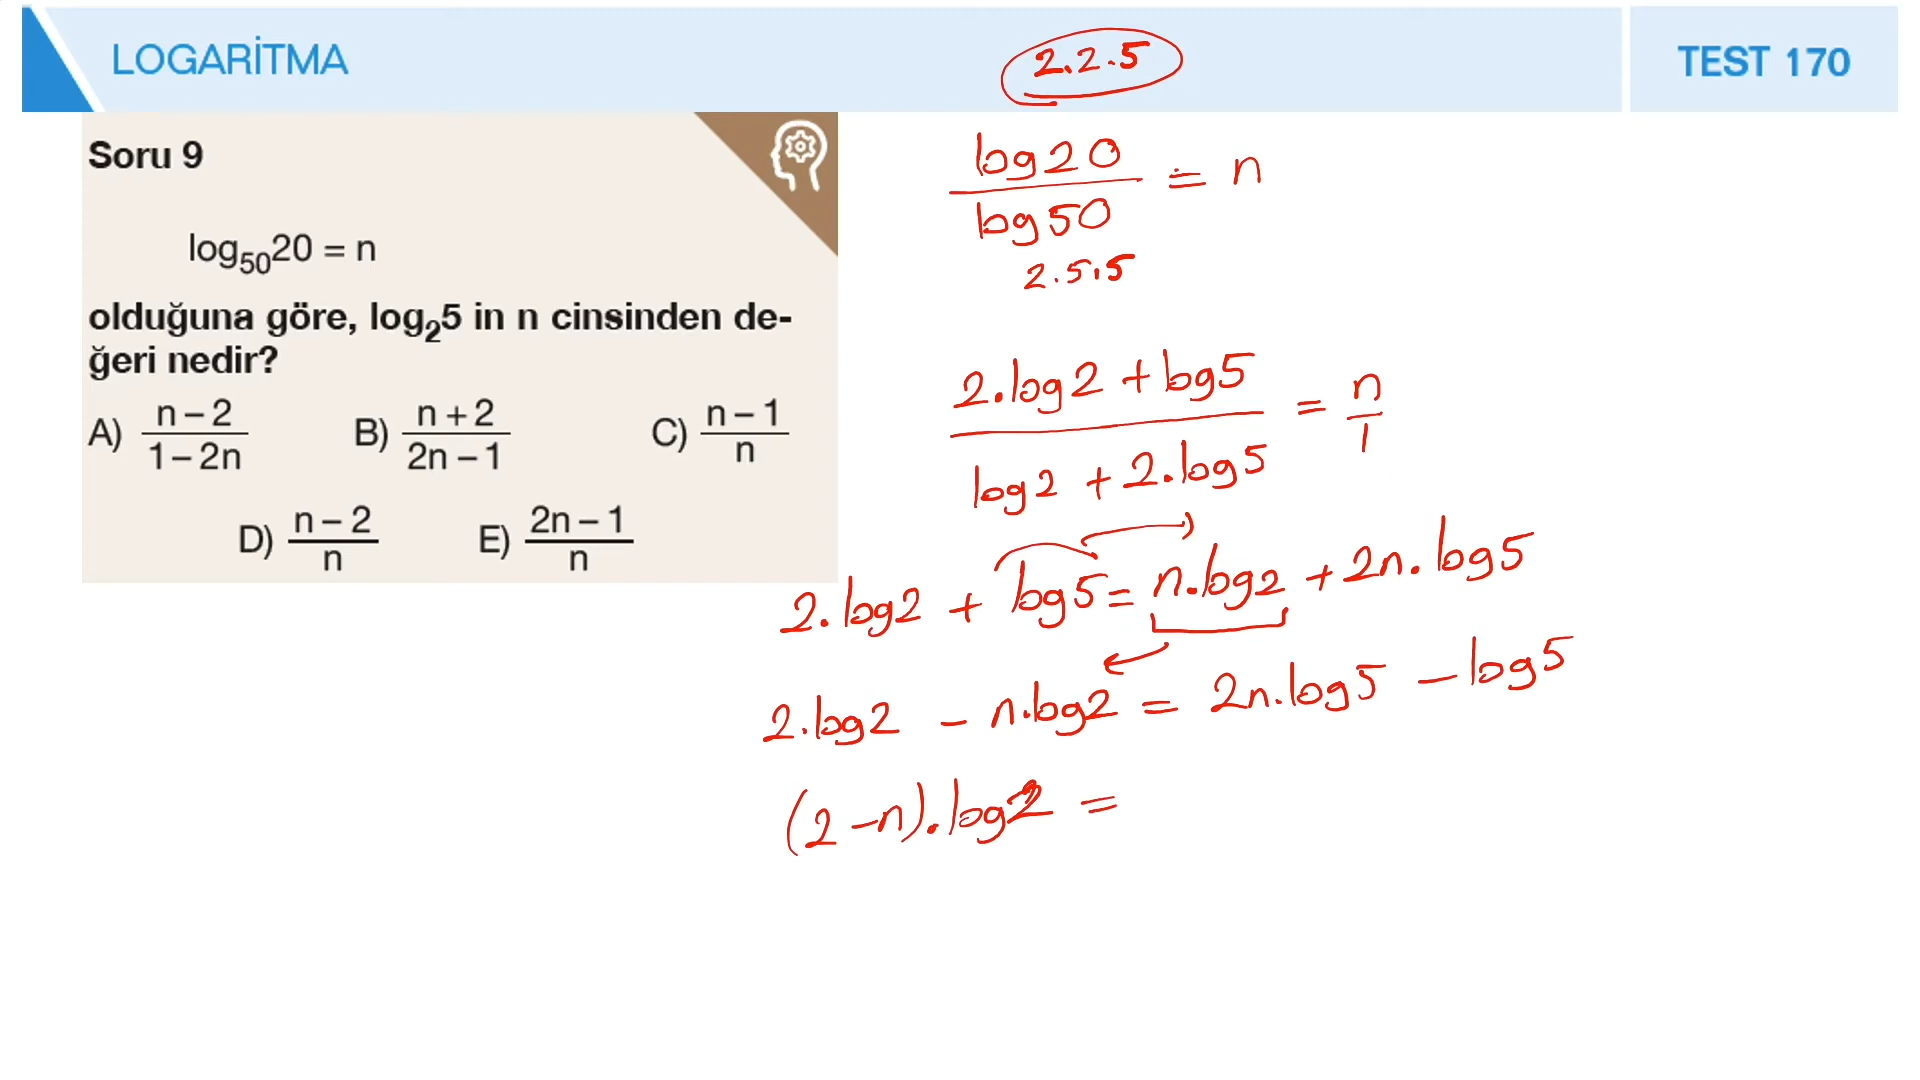 LOGARİTMA
TEST 170
Soru 9
log₅₀20 = n
olduğuna göre, log₂5 in n cinsinden de-
ğeri nedir?
A) (n – 2)/(1 – 2n) B) (n + 2)/(2n – 1) C) (n – 1)/n
D) (n – 2)/n E) (2n – 1)/n
2.2.5
log20/log50 = n
2.5.5
(2.log2 + log5)/(log2 + 2.log5) = n/1
2.log2 + log5 = n.log2 + 2n.log5
2.log2 – n.log2 = 2n.log5 – log5
(2 – n).log2 =